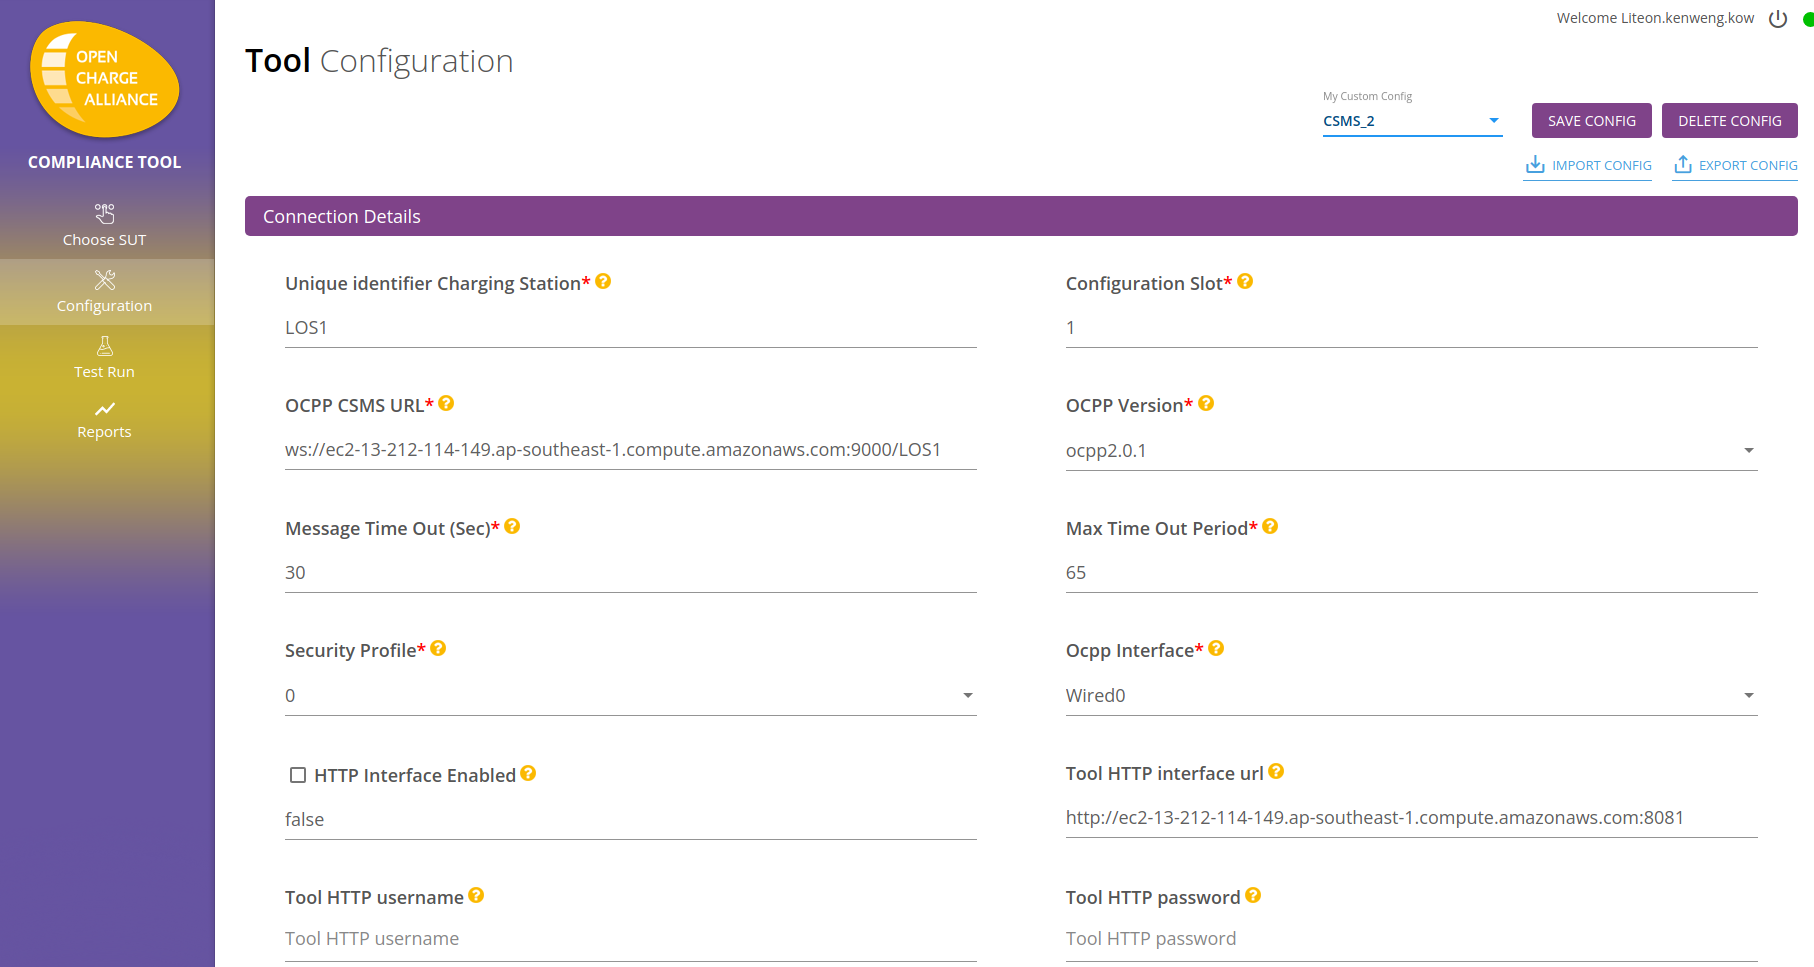 OPEN
CHARGE
ALLIANCE
COMPLIANCE TOOL
Choose SUT
Configuration
Test Run
Reports
Welcome Liteon.kenweng.kow
Tool Configuration
My Custom Config
CSMS_2
SAVE CONFIG
DELETE CONFIG
IMPORT CONFIG
EXPORT CONFIG
Connection Details
Unique identifier Charging Station* ?
LOS1
Configuration Slot* ?
1
OCPP CSMS URL* ?
ws://ec2-13-212-114-149.ap-southeast-1.compute.amazonaws.com:9000/LOS1
OCPP Version* ?
ocpp2.0.1
Message Time Out (Sec)* ?
30
Max Time Out Period* ?
65
Security Profile* ?
0
Ocpp Interface* ?
Wired0
HTTP Interface Enabled ?
false
Tool HTTP interface url ?
http://ec2-13-212-114-149.ap-southeast-1.compute.amazonaws.com:8081
Tool HTTP username ?
Tool HTTP username
Tool HTTP password ?
Tool HTTP password